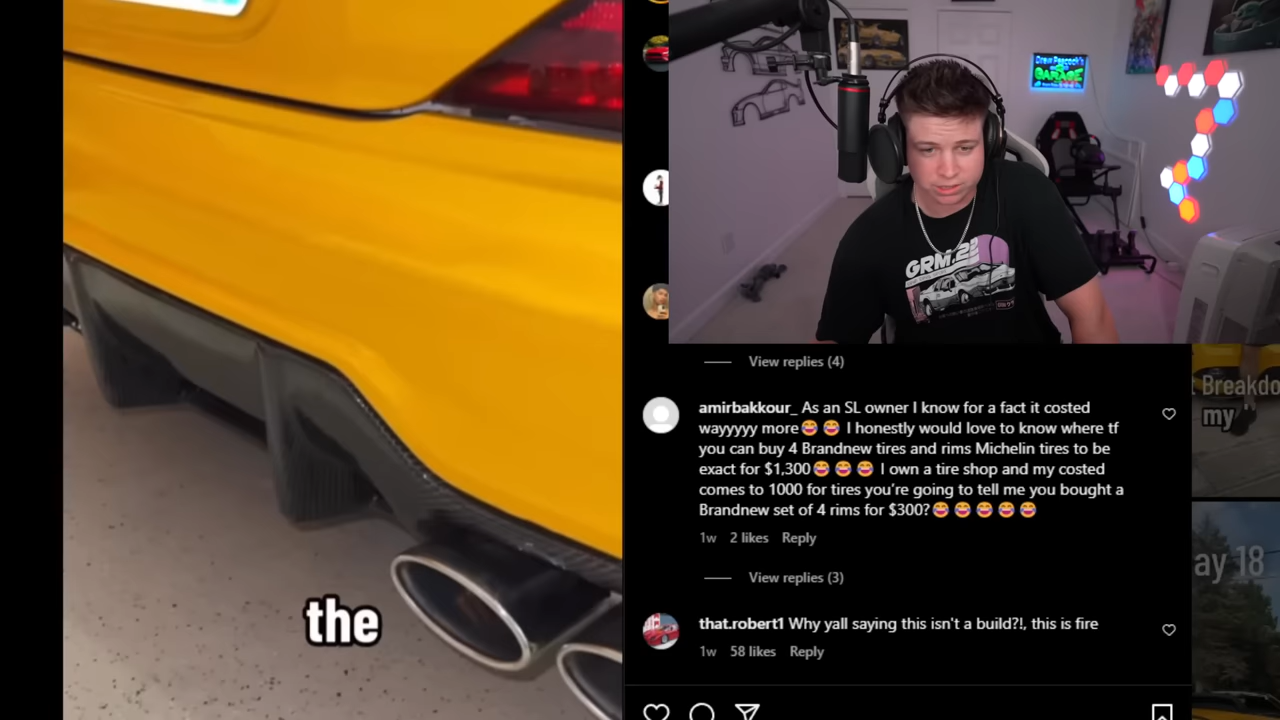 Drew Peacock's
GARAGE
GRM.2
View replies (4)
amirbakkour_ As an SL owner I know for a fact it costed
wayyyyy more😂 😂 I honestly would love to know where tf
you can buy 4 Brandnew tires and rims Michelin tires to be
exact for $1,300😂 😂 😂 I own a tire shop and my costed
comes to 1000 for tires you're going to tell me you bought a
Brandnew set of 4 rims for $300?😂 😂 😂 😂 😂
1w 2 likes Reply
View replies (3)
that.robert1 Why yall saying this isn't a build?!, this is fire
1w 58 likes Reply
the
Breakdo
my
ay 18